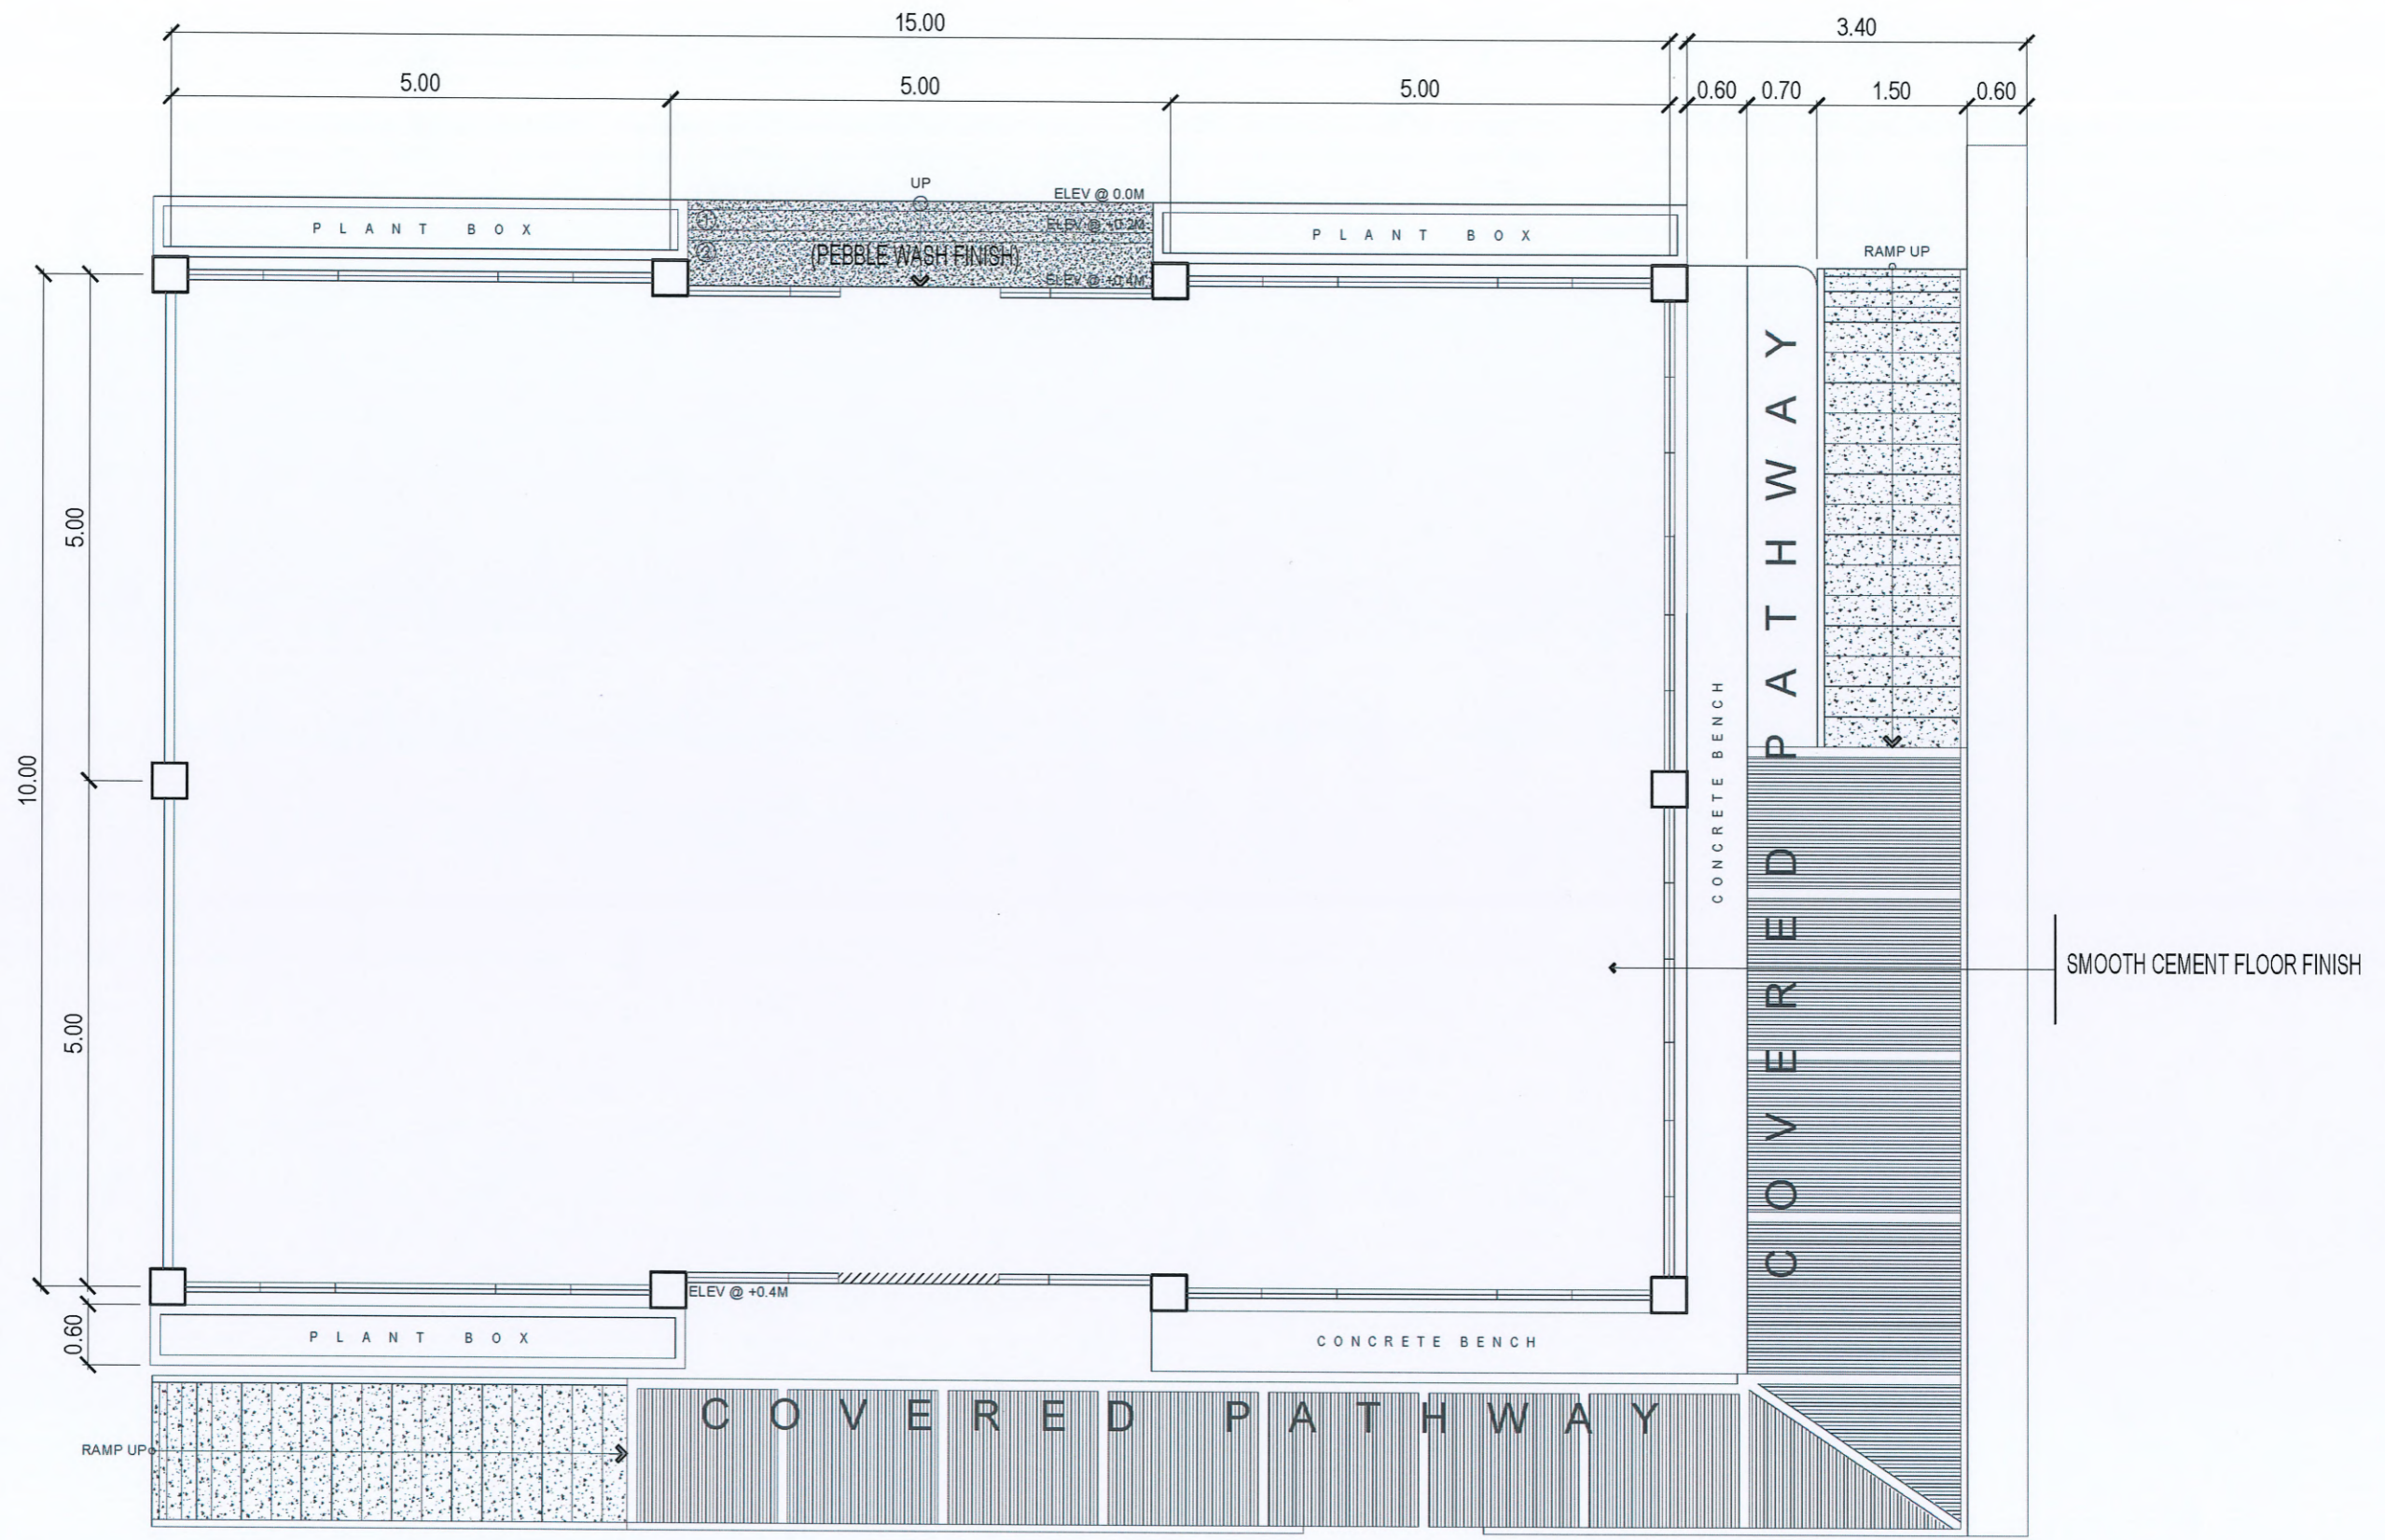 15.00
3.40
5.00
5.00
5.00
0.60
0.70
1.50
0.60
UP
ELEV @ 0.0M
PLANT BOX
1
ELEV @ +0.2M
PLANT BOX
2
(PEBBLE WASH FINISH)
ELEV @ +0.4M
RAMP UP
5.00
10.00
5.00
0.60
CONCRETE BENCH
COVERED PATHWAY
SMOOTH CEMENT FLOOR FINISH
ELEV @ +0.4M
PLANT BOX
CONCRETE BENCH
COVERED PATHWAY
RAMP UP